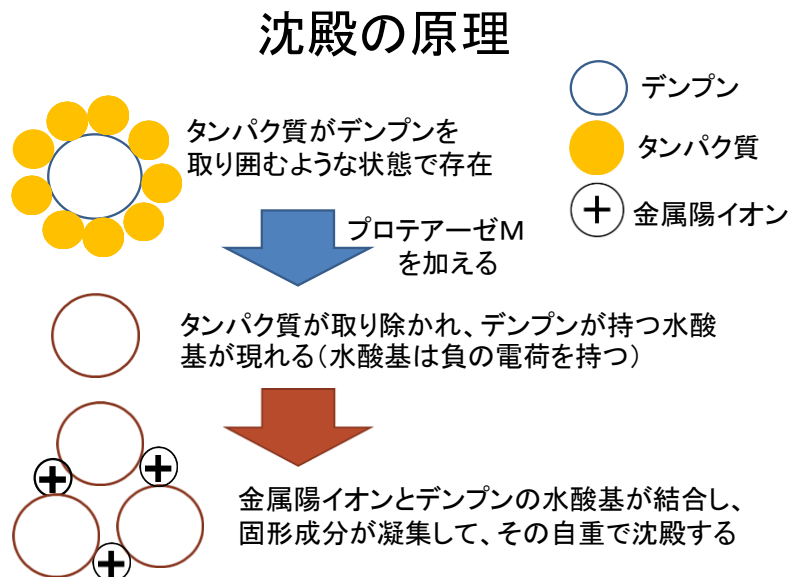 沈殿の原理
デンプン
タンパク質がデンプンを
取り囲むような状態で存在
タンパク質
+ 金属陽イオン
プロテアーゼM
を加える
タンパク質が取り除かれ、デンプンが持つ水酸
基が現れる(水酸基は負の電荷を持つ)
+ +
+
金属陽イオンとデンプンの水酸基が結合し、
固形成分が凝集して、その自重で沈殿する